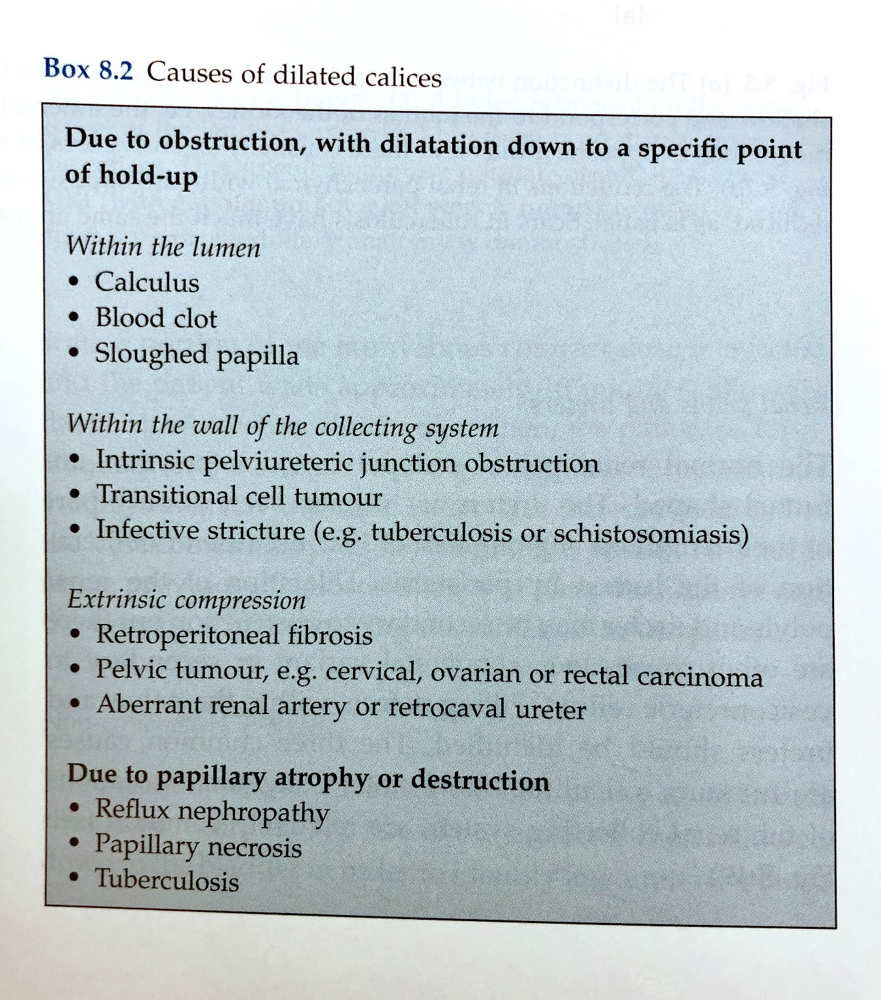 Box 8.2 Causes of dilated calices
Due to obstruction, with dilatation down to a specific point
of hold-up
Within the lumen
• Calculus
• Blood clot
• Sloughed papilla
Within the wall of the collecting system
• Intrinsic pelviureteric junction obstruction
• Transitional cell tumour
• Infective stricture (e.g. tuberculosis or schistosomiasis)
Extrinsic compression
• Retroperitoneal fibrosis
• Pelvic tumour, e.g. cervical, ovarian or rectal carcinoma
• Aberrant renal artery or retrocaval ureter
Due to papillary atrophy or destruction
• Reflux nephropathy
• Papillary necrosis
• Tuberculosis